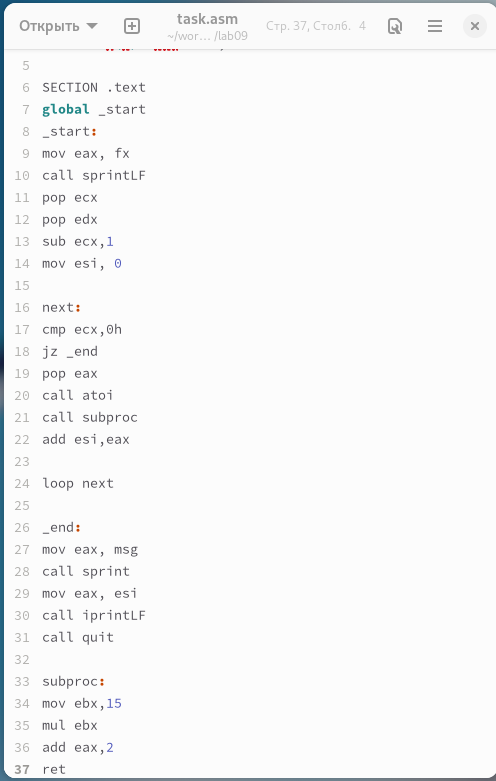 Открыть
task.asm
~/wor… /lab09
Стр. 37, Столб. 4
5
6 SECTION .text
7 global _start
8 _start:
9 mov eax, fx
10 call sprintLF
11 pop ecx
12 pop edx
13 sub ecx,1
14 mov esi, 0
15
16 next:
17 cmp ecx,0h
18 jz _end
19 pop eax
20 call atoi
21 call subproc
22 add esi,eax
23
24 loop next
25
26 _end:
27 mov eax, msg
28 call sprint
29 mov eax, esi
30 call iprintLF
31 call quit
32
33 subproc:
34 mov ebx,15
35 mul ebx
36 add eax,2
37 ret